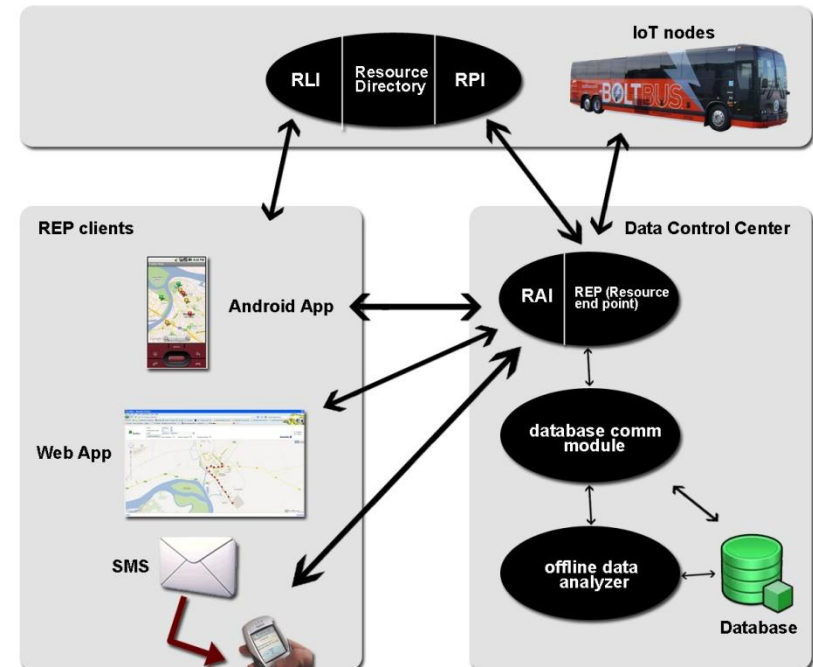 IoT nodes
RLI
Resource
Directory
RPI
BOLTBUS
REP clients
Data Control Center
Android App
RAI
REP (Resource
end point)
Web App
database comm
module
SMS
offline data
analyzer
Database